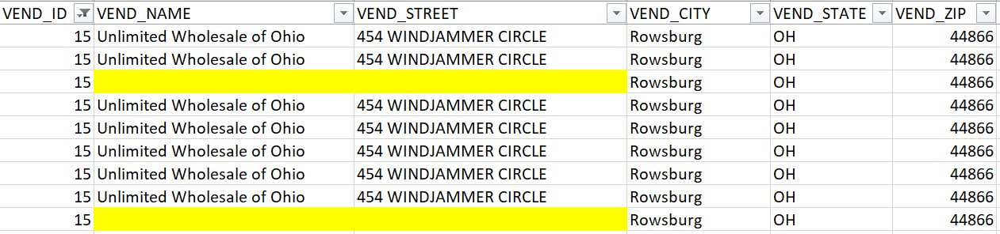 VEND_ID VEND_NAME VEND_STREET VEND_CITY VEND_STATE VEND_ZIP
15 Unlimited Wholesale of Ohio 454 WINDJAMMER CIRCLE Rowsburg OH 44866
15 Unlimited Wholesale of Ohio 454 WINDJAMMER CIRCLE Rowsburg OH 44866
15 Rowsburg OH 44866
15 Unlimited Wholesale of Ohio 454 WINDJAMMER CIRCLE Rowsburg OH 44866
15 Unlimited Wholesale of Ohio 454 WINDJAMMER CIRCLE Rowsburg OH 44866
15 Unlimited Wholesale of Ohio 454 WINDJAMMER CIRCLE Rowsburg OH 44866
15 Unlimited Wholesale of Ohio 454 WINDJAMMER CIRCLE Rowsburg OH 44866
15 Unlimited Wholesale of Ohio 454 WINDJAMMER CIRCLE Rowsburg OH 44866
15 Rowsburg OH 44866